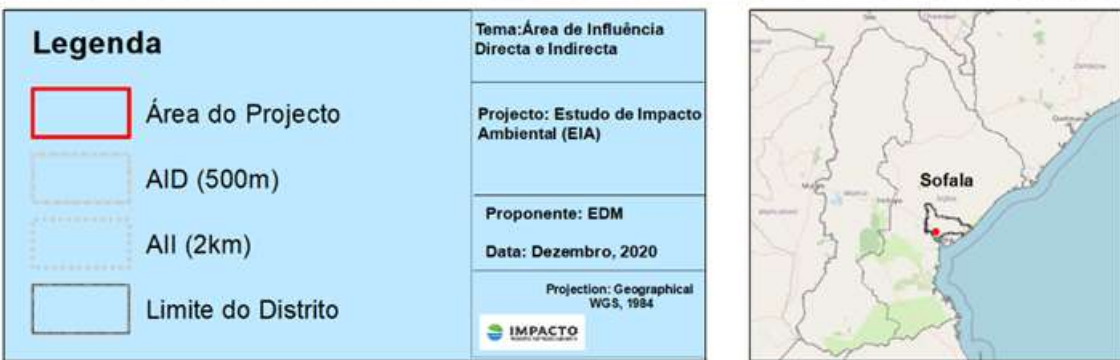 Legenda
Área do Projecto
AID (500m)
AII (2km)
Limite do Distrito
Tema:Área de Influência
Directa e Indirecta
Projecto: Estudo de Impacto
Ambiental (EIA)
Proponente: EDM
Data: Dezembro, 2020
Projection: Geographical
WGS, 1984
IMPACTO
Sofala